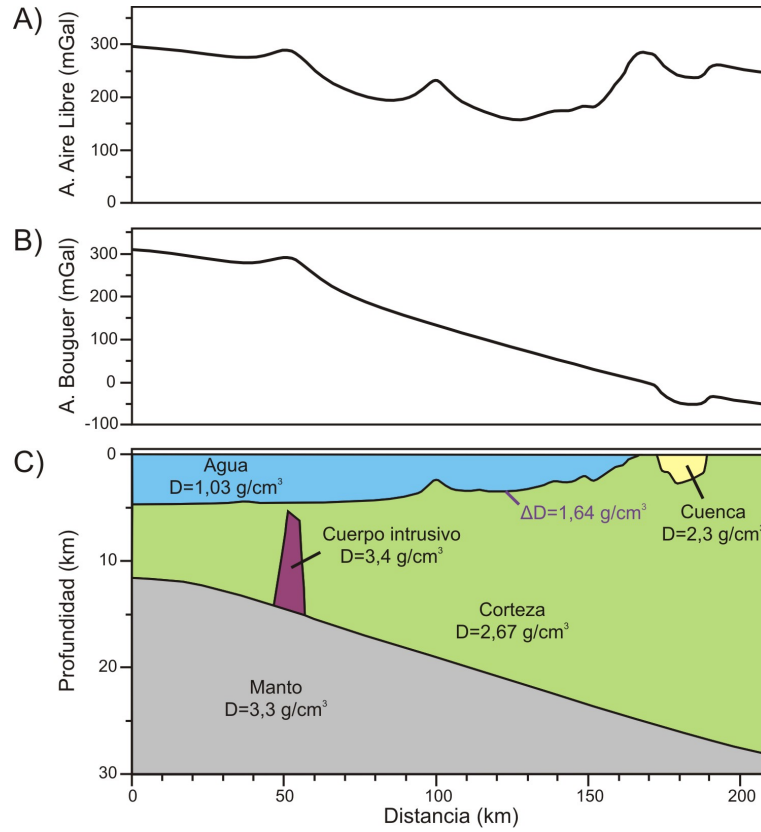 A)
A. Aire Libre (mGal)
300
200
100
0
B)
A. Bouguer (mGal)
300
200
100
0
-100
C)
Profundidad (km)
0
10
20
30
Agua
D=1,03 g/cm³
ΔD=1,64 g/cm³
Cuenca
D=2,3 g/cm³
Cuerpo intrusivo
D=3,4 g/cm³
Corteza
D=2,67 g/cm³
Manto
D=3,3 g/cm³
0
50
100
150
200
Distancia (km)